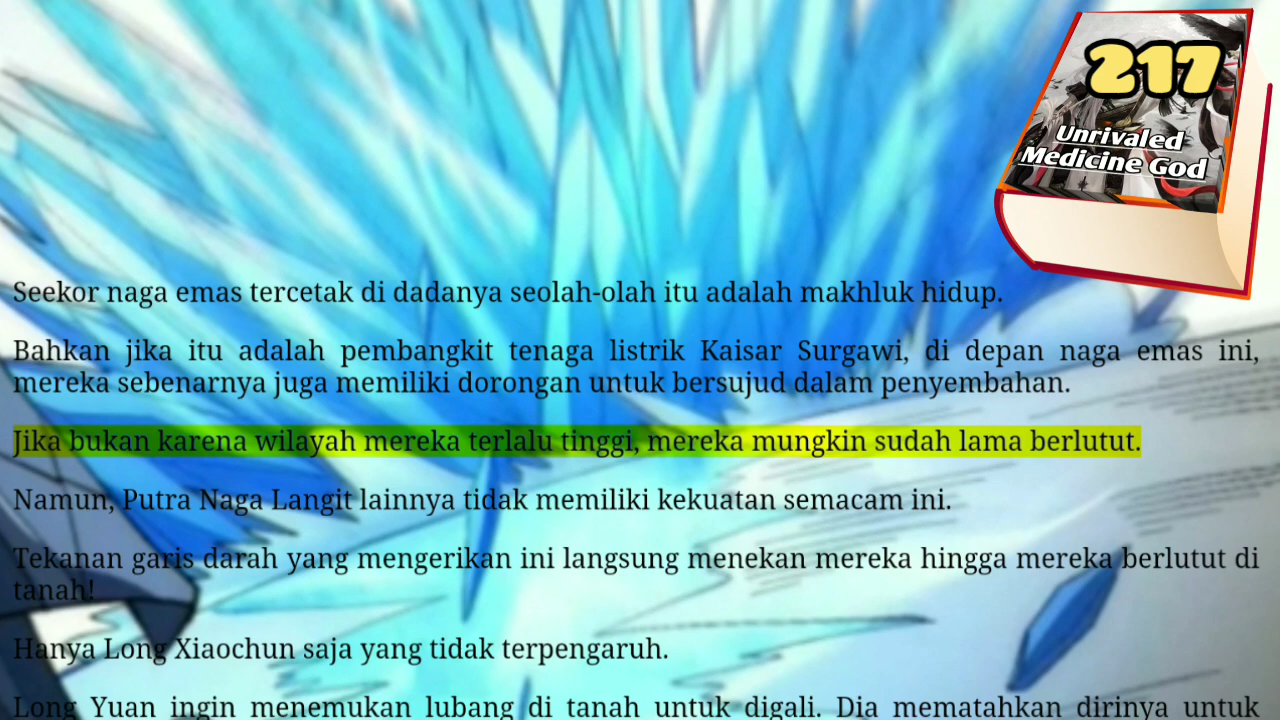 217
Unrivaled
Medicine God
Seekor naga emas tercetak di dadanya seolah-olah itu adalah makhluk hidup.
Bahkan jika itu adalah pembangkit tenaga listrik Kaisar Surgawi, di depan naga emas ini,
mereka sebenarnya juga memiliki dorongan untuk bersujud dalam penyembahan.
Jika bukan karena wilayah mereka terlalu tinggi, mereka mungkin sudah lama berlutut.
Namun, Putra Naga Langit lainnya tidak memiliki kekuatan semacam ini.
Tekanan garis darah yang mengerikan ini langsung menekan mereka hingga mereka berlutut di
tanah!
Hanya Long Xiaochun saja yang tidak terpengaruh.
Long Yuan ingin menemukan lubang di tanah untuk digali. Dia mematahkan dirinya untuk